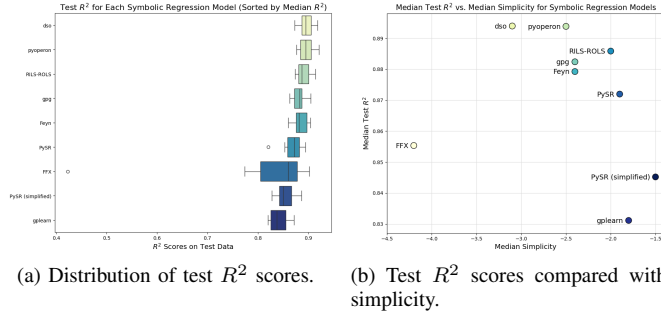 Test R² for Each Symbolic Regression Model (Sorted by Median R²)
dso
pyoperon
RILS-ROLS
gpg
Feyn
PySR
FFX
PySR (simplified)
gplearn
0.4
0.5
0.6
0.7
0.8
0.9
R² Scores on Test Data
(a) Distribution of test R² scores.
Median Test R² vs. Median Simplicity for Symbolic Regression Models
Median Test R²
0.89
0.88
0.87
0.86
0.85
0.84
0.83
dso
pyoperon
RILS-ROLS
gpg
Feyn
PySR
FFX
PySR (simplified)
gplearn
−4.5
−4.0
−3.5
−3.0
−2.5
−2.0
−1.5
Median Simplicity
(b) Test R² scores compared with
simplicity.